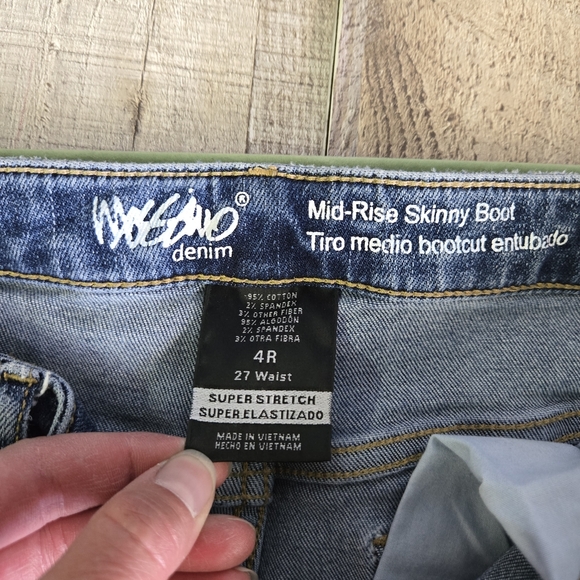 MOSSIMO®
denim
Mid-Rise Skinny Boot
Tiro medio bootcut entubado
95% COTTON
2% SPANDEX
3% OTHER FIBER
95% ALGODÓN
2% SPANDEX
3% OTRA FIBRA
4R
27 Waist
SUPER STRETCH
SUPER ELASTIZADO
MADE IN VIETNAM
HECHO EN VIETNAM